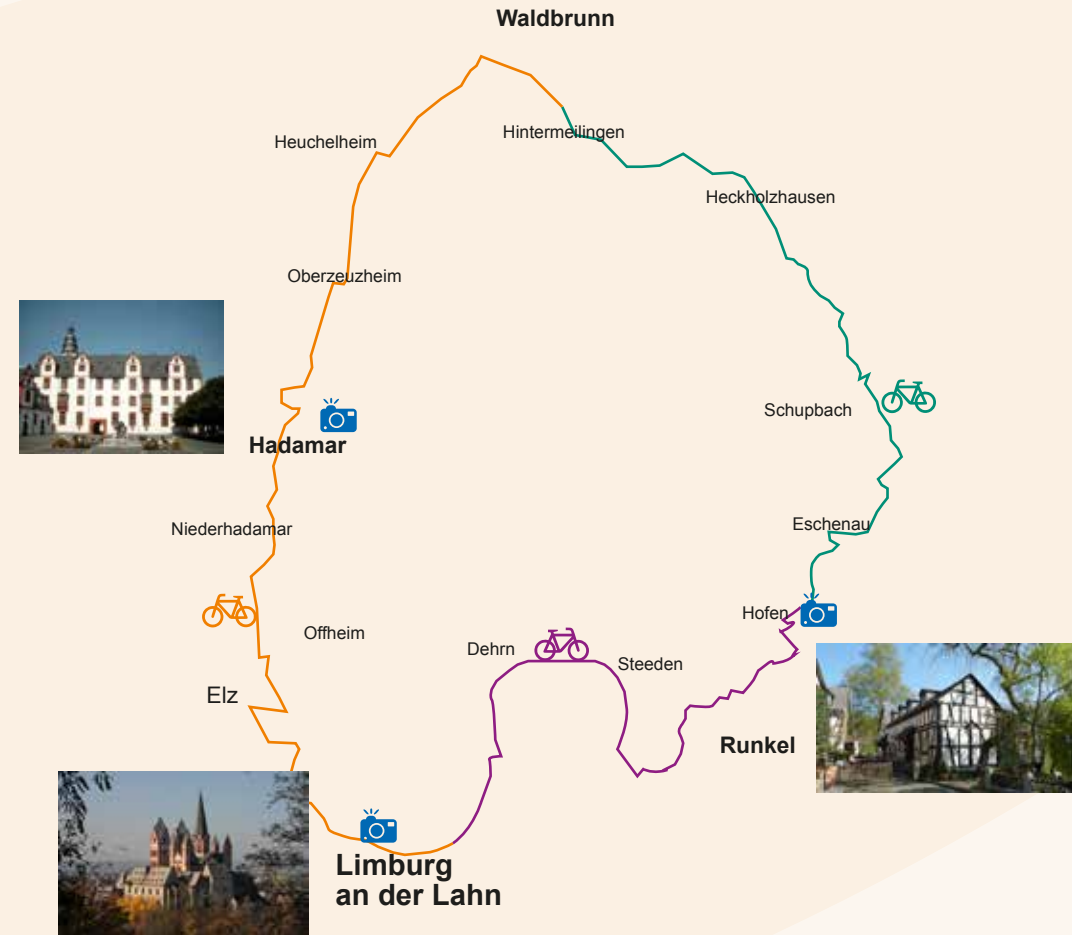 Waldbrunn
Hintermeilingen
Heuchelheim
Heckholzhausen
Oberzeuzheim
Schupbach
Hadamar
Eschenau
Niederhadamar
Hofen
Offheim
Dehrn
Steeden
Elz
Runkel
Limburg
an der Lahn